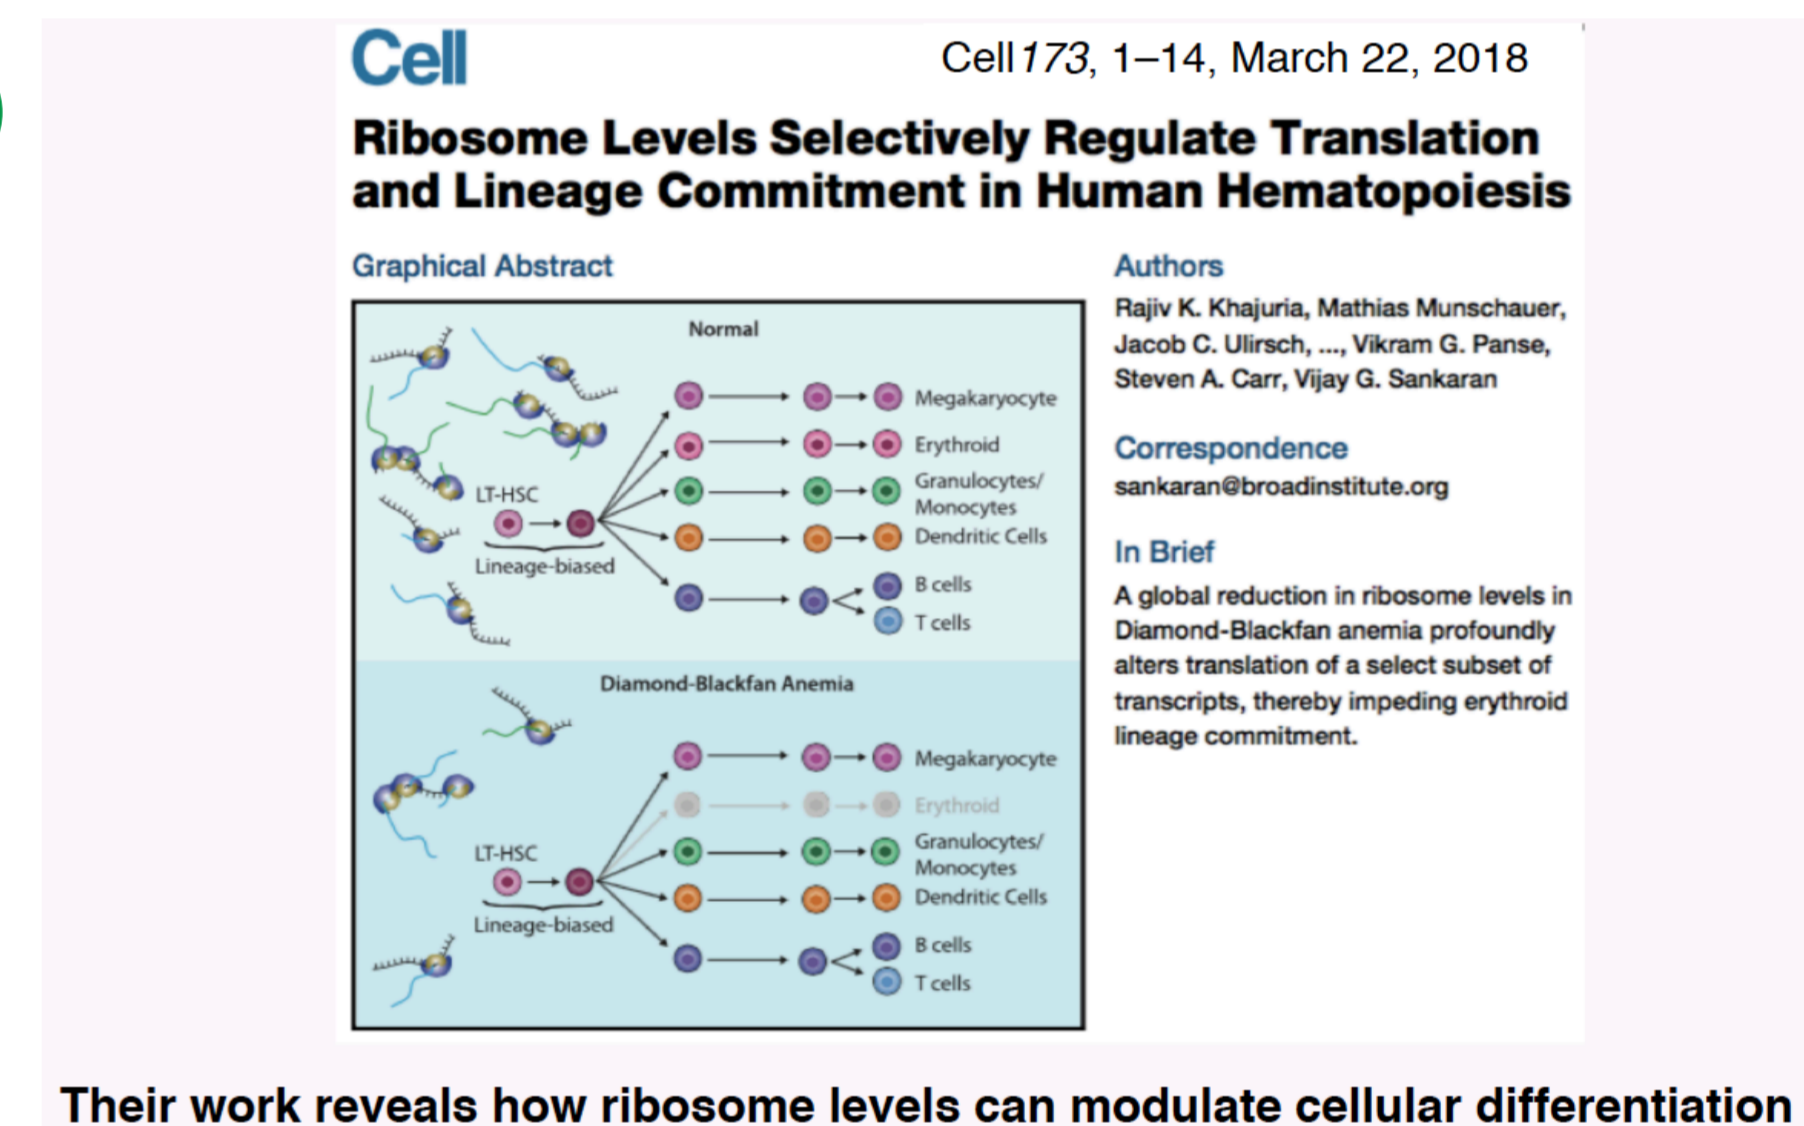 Cell
Cell 173, 1–14, March 22, 2018
Ribosome Levels Selectively Regulate Translation
and Lineage Commitment in Human Hematopoiesis
Graphical Abstract
Normal
Megakaryocyte
Erythroid
Granulocytes/
Monocytes
LT-HSC
Dendritic Cells
Lineage-biased
B cells
T cells
Diamond-Blackfan Anemia
Megakaryocyte
Erythroid
Granulocytes/
Monocytes
LT-HSC
Dendritic Cells
Lineage-biased
B cells
T cells
Authors
Rajiv K. Khajuria, Mathias Munschauer,
Jacob C. Ulirsch, ..., Vikram G. Panse,
Steven A. Carr, Vijay G. Sankaran
Correspondence
sankaran@broadinstitute.org
In Brief
A global reduction in ribosome levels in
Diamond-Blackfan anemia profoundly
alters translation of a select subset of
transcripts, thereby impeding erythroid
lineage commitment.
Their work reveals how ribosome levels can modulate cellular differentiation